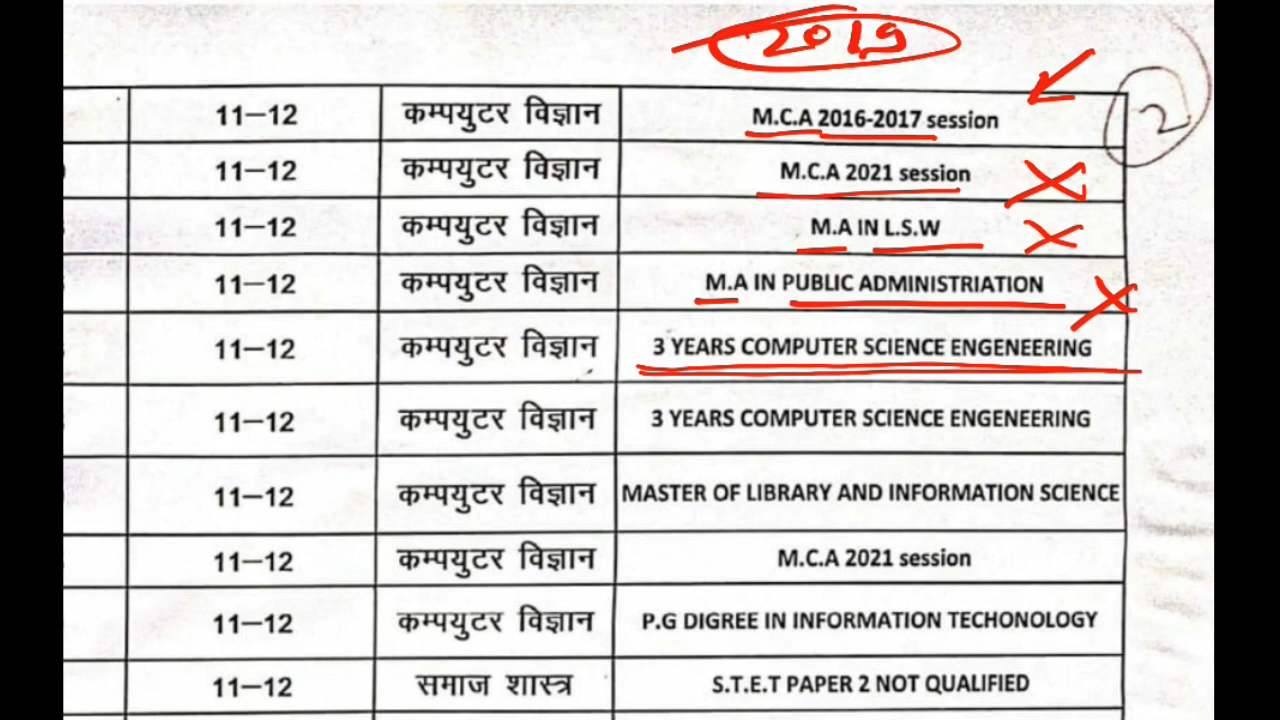 2019
2
11–12 कम्पयुटर विज्ञान M.C.A 2016-2017 session
11–12 कम्पयुटर विज्ञान M.C.A 2021 session
11–12 कम्पयुटर विज्ञान M.A IN L.S.W
11–12 कम्पयुटर विज्ञान M.A IN PUBLIC ADMINISTRIATION
11–12 कम्पयुटर विज्ञान 3 YEARS COMPUTER SCIENCE ENGENEERING
11–12 कम्पयुटर विज्ञान 3 YEARS COMPUTER SCIENCE ENGENEERING
11–12 कम्पयुटर विज्ञान MASTER OF LIBRARY AND INFORMATION SCIENCE
11–12 कम्पयुटर विज्ञान M.C.A 2021 session
11–12 कम्पयुटर विज्ञान P.G DIGREE IN INFORMATION TECHONOLOGY
11–12 समाज शास्त्र S.T.E.T PAPER 2 NOT QUALIFIED